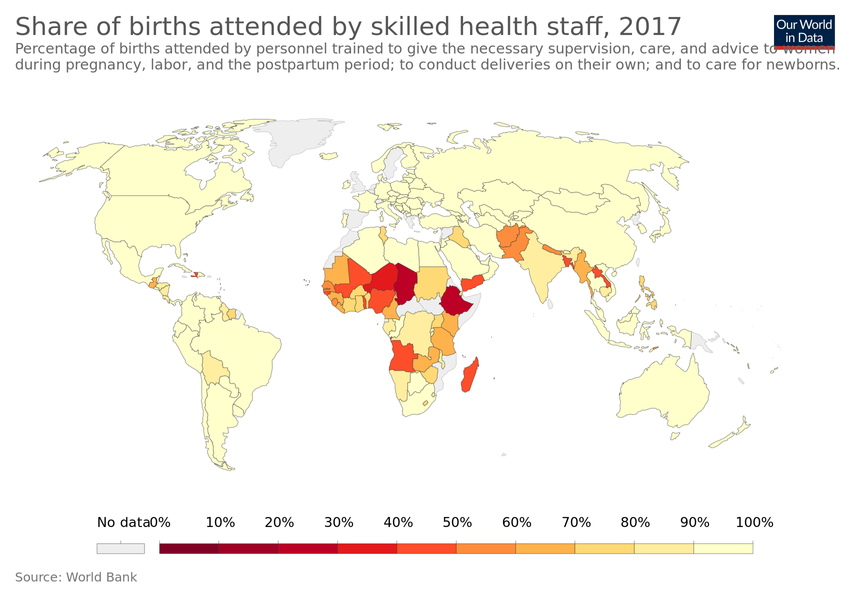 Share of births attended by skilled health staff, 2017
Our World
in Data
Percentage of births attended by personnel trained to give the necessary supervision, care, and advice to women
during pregnancy, labor, and the postpartum period; to conduct deliveries on their own; and to care for newborns.
No data 0% 10% 20% 30% 40% 50% 60% 70% 80% 90% 100%
Source: World Bank